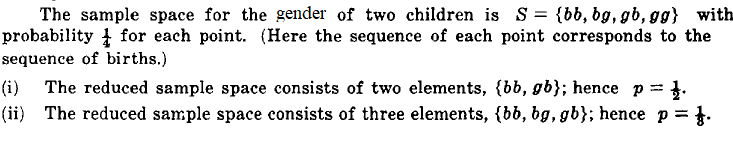 The sample space for the gender of two children is S = {bb, bg, gb, gg} with
probability ¼ for each point. (Here the sequence of each point corresponds to the
sequence of births.)
(i) The reduced sample space consists of two elements, {bb, gb}; hence p = ½.
(ii) The reduced sample space consists of three elements, {bb, bg, gb}; hence p = ⅓.